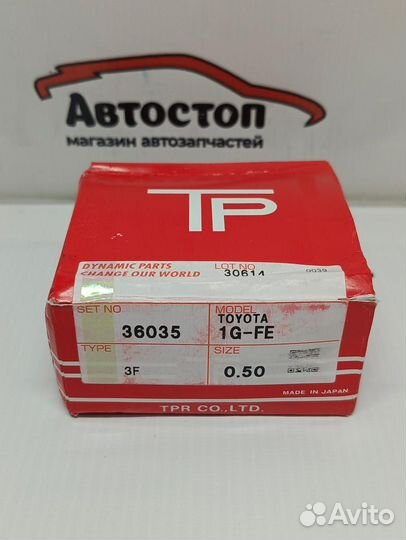 Автостоп
магазин автозапчастей
TP
DYNAMIC PARTS
CHANGE OUR WORLD
LOT NO
30614
0039
SET NO
36035
MODEL
TOYOTA
1G-FE
TYPE
3F
SIZE
0.50
MADE IN JAPAN
TPR CO.,LTD.
Avito